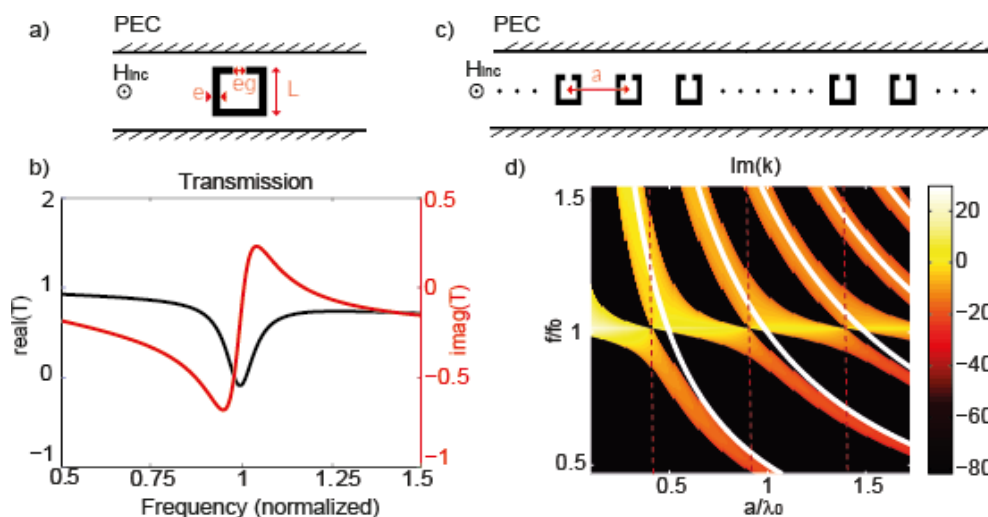 a)
PEC
H_Inc
e
eg
L
c)
PEC
H_Inc
a
b)
Transmission
real(T)
2
1
0
−1
0.5
0
−0.5
−1
imag(T)
0.5
0.75
1
1.25
1.5
Frequency (normalized)
d)
Im(k)
f/f₀
1.5
1
0.5
0.5
1
1.5
a/λ₀
20
0
-20
-40
-60
-80